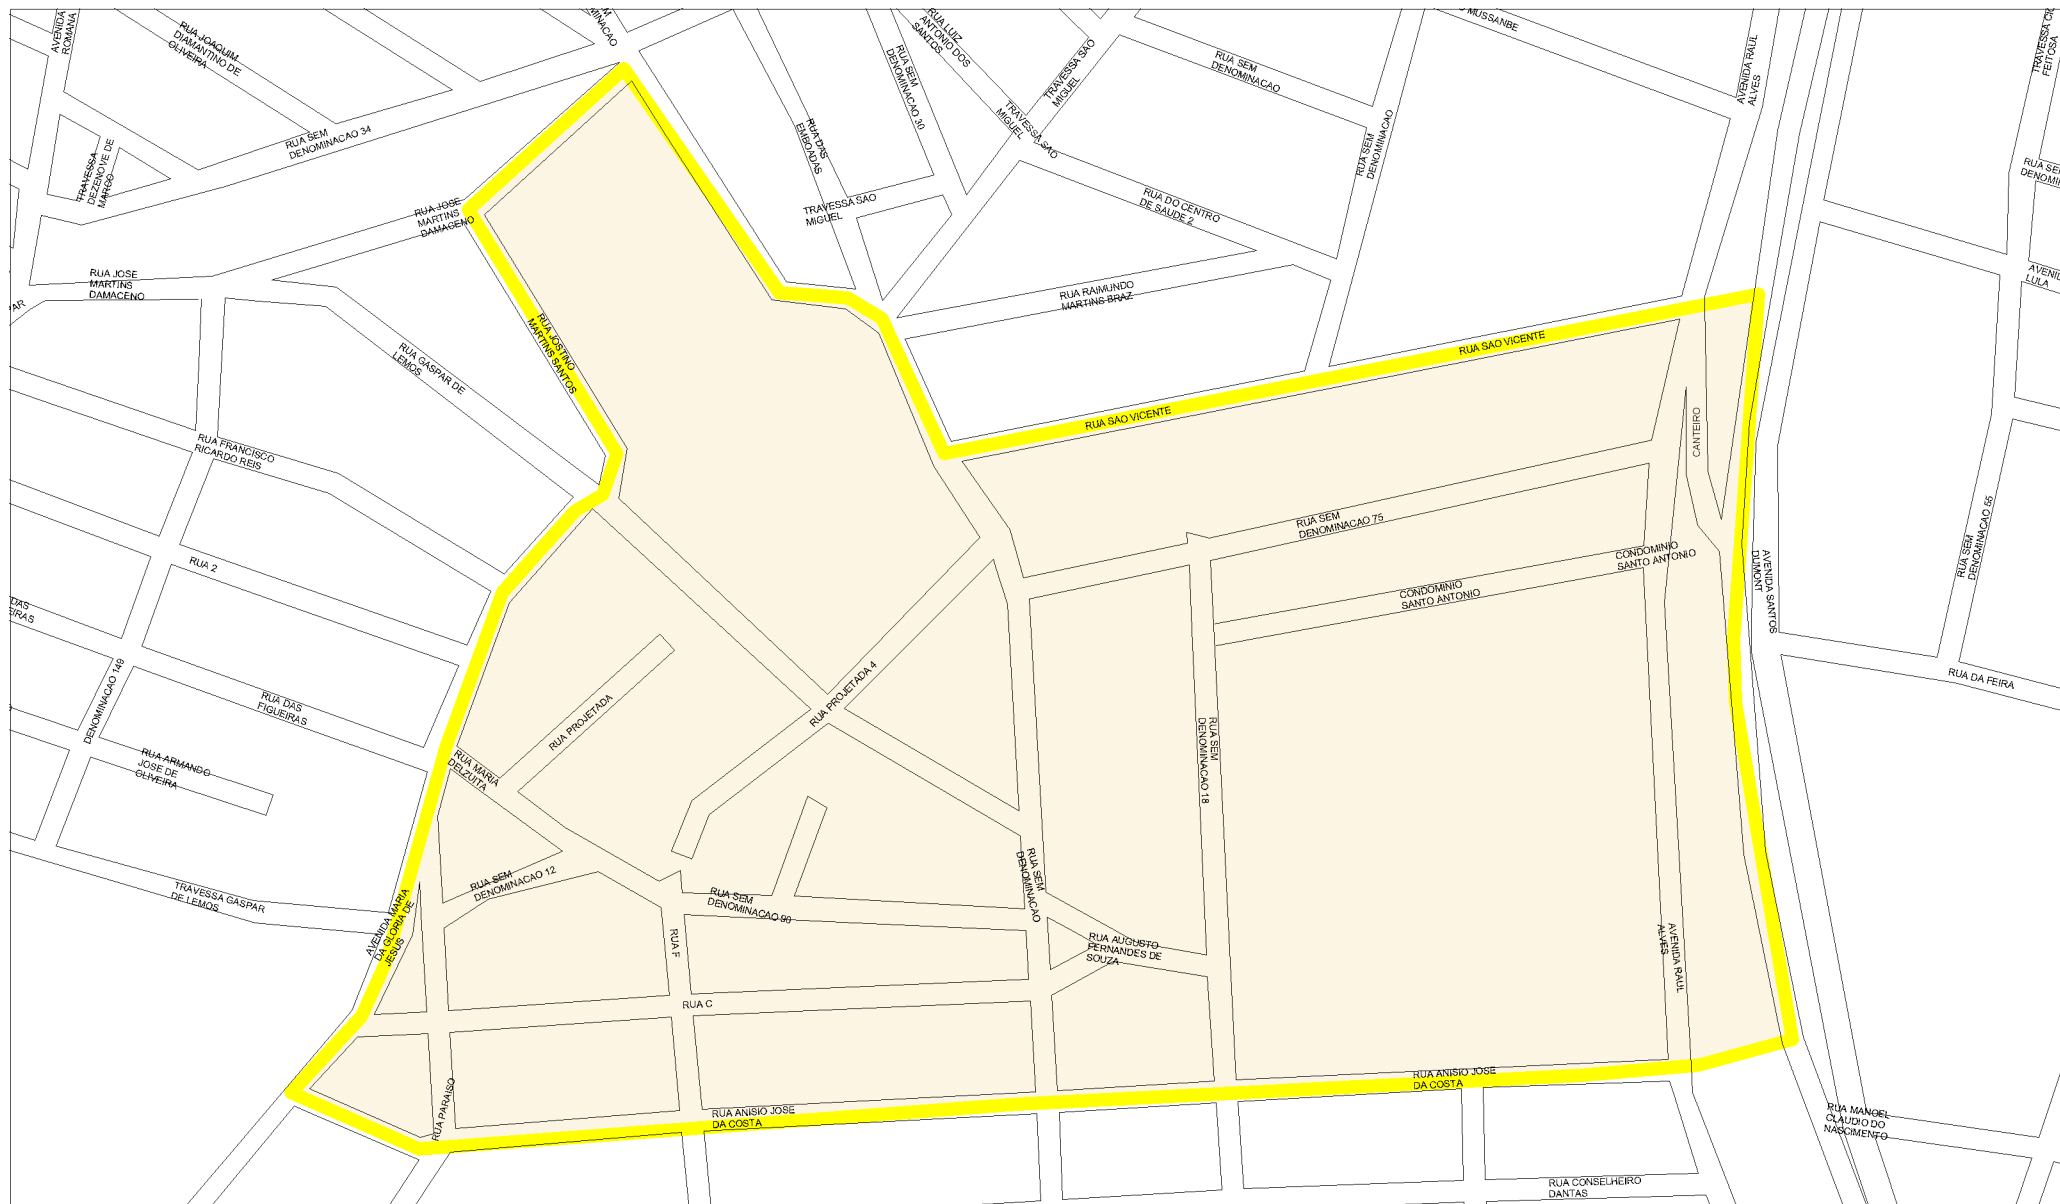 AVENIDA
ROMANA
RUA JOAQUIM
DIAMANTINO DE
OLIVEIRA
RUA SEM
DENOMINACAO 34
TRAVESSA
DEZENOVE DE
MARCO
RUA JOSE
MARTINS
DAMACENO
RUA JOSE
MARTINS
DAMACENO
RUA SEM
DENOMINACAO 30
RUA LUIZ
ANTONIO DOS
SANTOS
TRAVESSA SAO
MIGUEL
TRAVESSA SAO
MIGUEL
RUA DAS
EMBOADAS
TRAVESSA SAO
MIGUEL
RUA SEM
DENOMINACAO
RUA SEM
DENOMINACAO
MUSSANBE
AVENIDA RAUL
ALVES
FEITOSA
RUA DO CENTRO
DE SAUDE 2
RUA RAIMUNDO
MARTINS BRAZ
LULA
RUA JOSTINO
MARTINS SANTOS
RUA GASPAR DE
LEMOS
RUA SAO VICENTE
RUA SAO VICENTE
CANTEIRO
RUA FRANCISCO
RICARDO REIS
RUA 2
RUA SEM
DENOMINACAO 75
CONDOMINIO
SANTO ANTONIO
CONDOMINIO
SANTO ANTONIO
AVENIDA SANTOS
DUMONT
RUA SEM
DENOMINACAO 55
RUA DA FEIRA
DENOMINACAO 149
RUA DAS
FIGUEIRAS
RUA ARMANDO
JOSE DE
OLIVEIRA
RUA PROJETADA
RUA PROJETADA 4
RUA MARIA
DELZUITA
RUA SEM
DENOMINACAO 18
RUA SEM
DENOMINACAO 12
RUA SEM
DENOMINACAO 90
RUA SEM
DENOMINACAO
TRAVESSA GASPAR
DE LEMOS
AVENIDA MARIA
DA GLORIA DE
JESUS
RUA F
RUA AUGUSTO
FERNANDES DE
SOUZA
AVENIDA RAUL
ALVES
RUA C
RUA PARAISO
RUA ANISIO JOSE
DA COSTA
RUA ANISIO JOSE
DA COSTA
RUA MANOEL
CLAUDIO DO
NASCIMENTO
RUA CONSELHEIRO
DANTAS